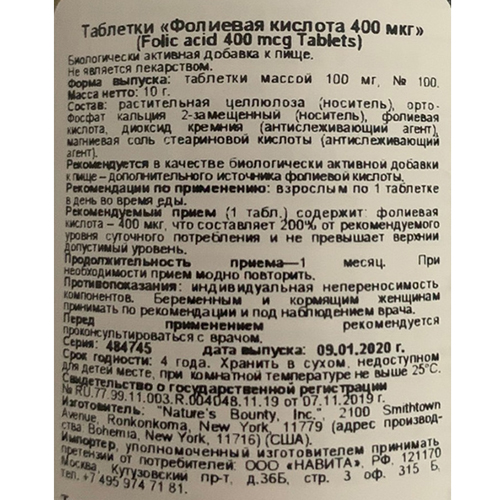 Таблетки «Фолиевая кислота 400 мкг»
(Folic acid 400 mcg Tablets)
Биологически активная добавка к пище.
Не является лекарством.
Форма выпуска: таблетки массой 100 мг, № 100.
Масса нетто: 10 г.
Состав: растительная целлюлоза (носитель), орто-
фосфат кальция 2-замещенный (носитель), фолиевая
кислота, диоксид кремния (антислеживающий агент),
магниевая соль стеариновой кислоты (антислеживающий
агент).
Рекомендуется в качестве биологически активной добавки
к пище – дополнительного источника фолиевой кислоты.
Рекомендации по применению: взрослым по 1 таблетке
в день во время еды.
Рекомендуемый прием (1 табл.) содержит: фолиевая
кислота – 400 мкг, что составляет 200% от рекомендуемого
уровня суточного потребления и не превышает верхний
допустимый уровень.
Продолжительность приема—1 месяц. При
необходимости прием модно повторить.
Противопоказания: индивидуальная непереносимость
компонентов. Беременным и кормящим женщинам
принимать по рекомендации и под наблюдением врача.
Перед применением рекомендуется
проконсультироваться с врачом.
Серия: 484745 дата выпуска: 09.01.2020 г.
Срок годности: 4 года. Хранить в сухом, недоступном
для детей месте, при комнатной температуре не выше 25°С.
Свидетельство о государственной регистрации
№ RU.77.99.11.003.R.004048.11.19 от 07.11.2019 г.
Изготовитель: "Nature's Bounty, Inc.", 2100 Smithtown
Avenue, Ronkonkoma, New York, 11779 (адрес производ-
ства Bohemia, New York, 11716) (США).
Импортер, уполномоченный изготовителем принимать
претензии от потребителей: ООО «НАВИТА», РФ, 121170
Москва, Кутузовский пр-т, д.36Б, стр. 3 оф. 315 Б,
тел. +7 495 974 71 81.